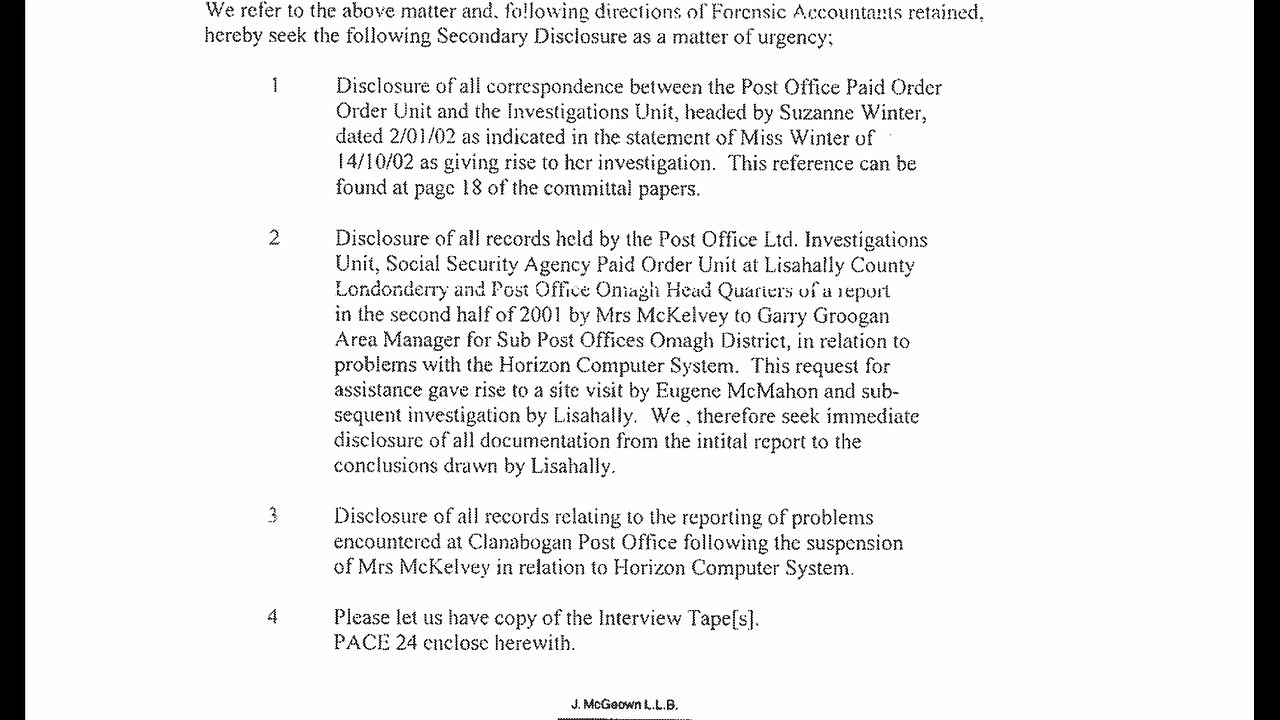 We refer to the above matter and, following directions of Forensic Accountants retained,
hereby seek the following Secondary Disclosure as a matter of urgency;
1 Disclosure of all correspondence between the Post Office Paid Order
Order Unit and the Investigations Unit, headed by Suzanne Winter,
dated 2/01/02 as indicated in the statement of Miss Winter of
14/10/02 as giving rise to her investigation. This reference can be
found at page 18 of the committal papers.
2 Disclosure of all records held by the Post Office Ltd. Investigations
Unit, Social Security Agency Paid Order Unit at Lisahally County
Londonderry and Post Office Omagh Head Quarters of a report
in the second half of 2001 by Mrs McKelvey to Garry Groogan
Area Manager for Sub Post Offices Omagh District, in relation to
problems with the Horizon Computer System. This request for
assistance gave rise to a site visit by Eugene McMahon and sub-
sequent investigation by Lisahally. We , therefore seek immediate
disclosure of all documentation from the intital report to the
conclusions drawn by Lisahally.
3 Disclosure of all records relating to the reporting of problems
encountered at Clanabogan Post Office following the suspension
of Mrs McKelvey in relation to Horizon Computer System.
4 Please let us have copy of the Interview Tape[s].
PACE 24 enclose herewith.
J. McGeown L.L.B.